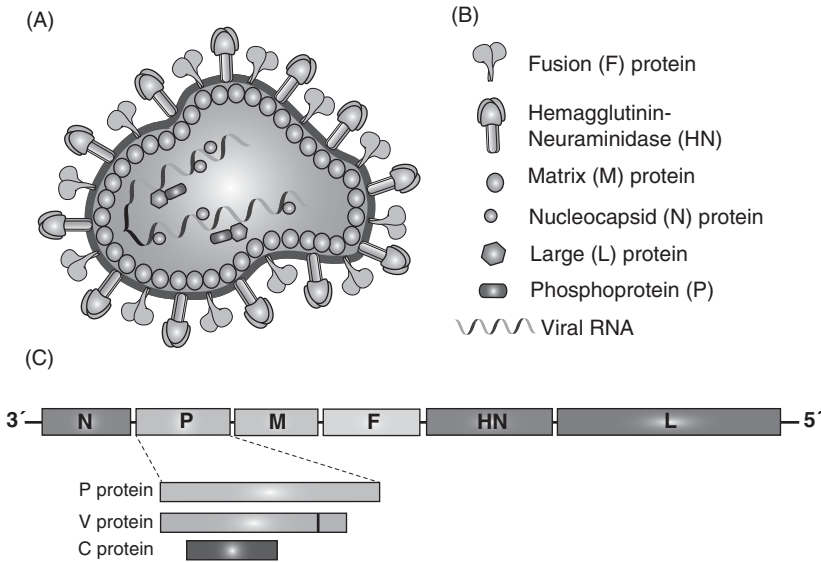 (A)
(B)
Fusion (F) protein
Hemagglutinin-
Neuraminidase (HN)
Matrix (M) protein
Nucleocapsid (N) protein
Large (L) protein
Phosphoprotein (P)
Viral RNA
(C)
3´ N P M F HN L 5´
P protein
V protein
C protein